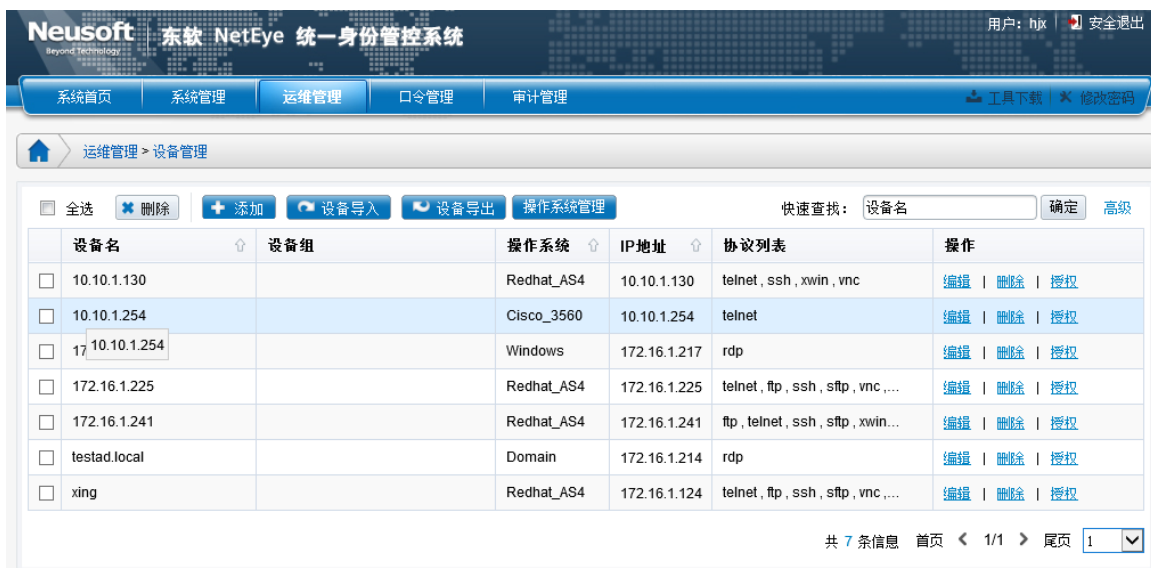 Neusoft 东软 NetEye 统一身份管控系统 用户：hjx 安全退出
Beyond Technology
系统首页 系统管理 运维管理 口令管理 审计管理 工具下载 修改密码
运维管理 > 设备管理
全选 删除 添加 设备导入 设备导出 操作系统管理 快速查找： 设备名 确定 高级
设备名 设备组 操作系统 IP地址 协议列表 操作
10.10.1.130 Redhat_AS4 10.10.1.130 telnet , ssh , xwin , vnc 编辑 | 删除 | 授权
10.10.1.254 Cisco_3560 10.10.1.254 telnet 编辑 | 删除 | 授权
17 10.10.1.254 Windows 172.16.1.217 rdp 编辑 | 删除 | 授权
172.16.1.225 Redhat_AS4 172.16.1.225 telnet , ftp , ssh , sftp , vnc ,... 编辑 | 删除 | 授权
172.16.1.241 Redhat_AS4 172.16.1.241 ftp , telnet , ssh , sftp , xwin... 编辑 | 删除 | 授权
testad.local Domain 172.16.1.214 rdp 编辑 | 删除 | 授权
xing Redhat_AS4 172.16.1.124 telnet , ftp , ssh , sftp , vnc ,... 编辑 | 删除 | 授权
共 7 条信息 首页 1/1 尾页 1